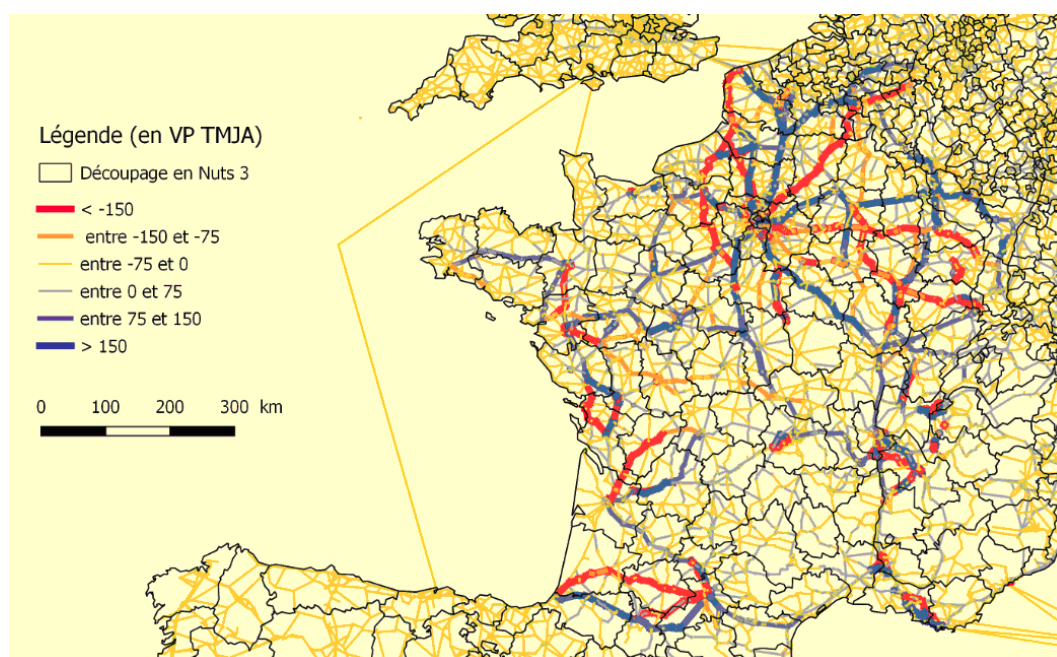 Légende (en VP TMJA)
Découpage en Nuts 3
< -150
entre -150 et -75
entre -75 et 0
entre 0 et 75
entre 75 et 150
> 150
0 100 200 300 km